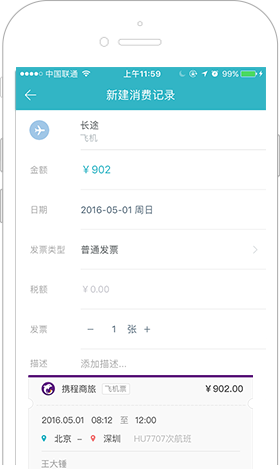 中国联通 上午11:59 99%
新建消费记录
长途
飞机
金额 ¥902
日期 2016-05-01 周日
发票类型 普通发票
税额 ¥0.00
发票 − 1 张 +
描述 添加描述...
携程商旅 飞机票 ¥902.00
2016.05.01 08:12 至 12:00
北京 – 深圳 HU7707次航班
王大锤